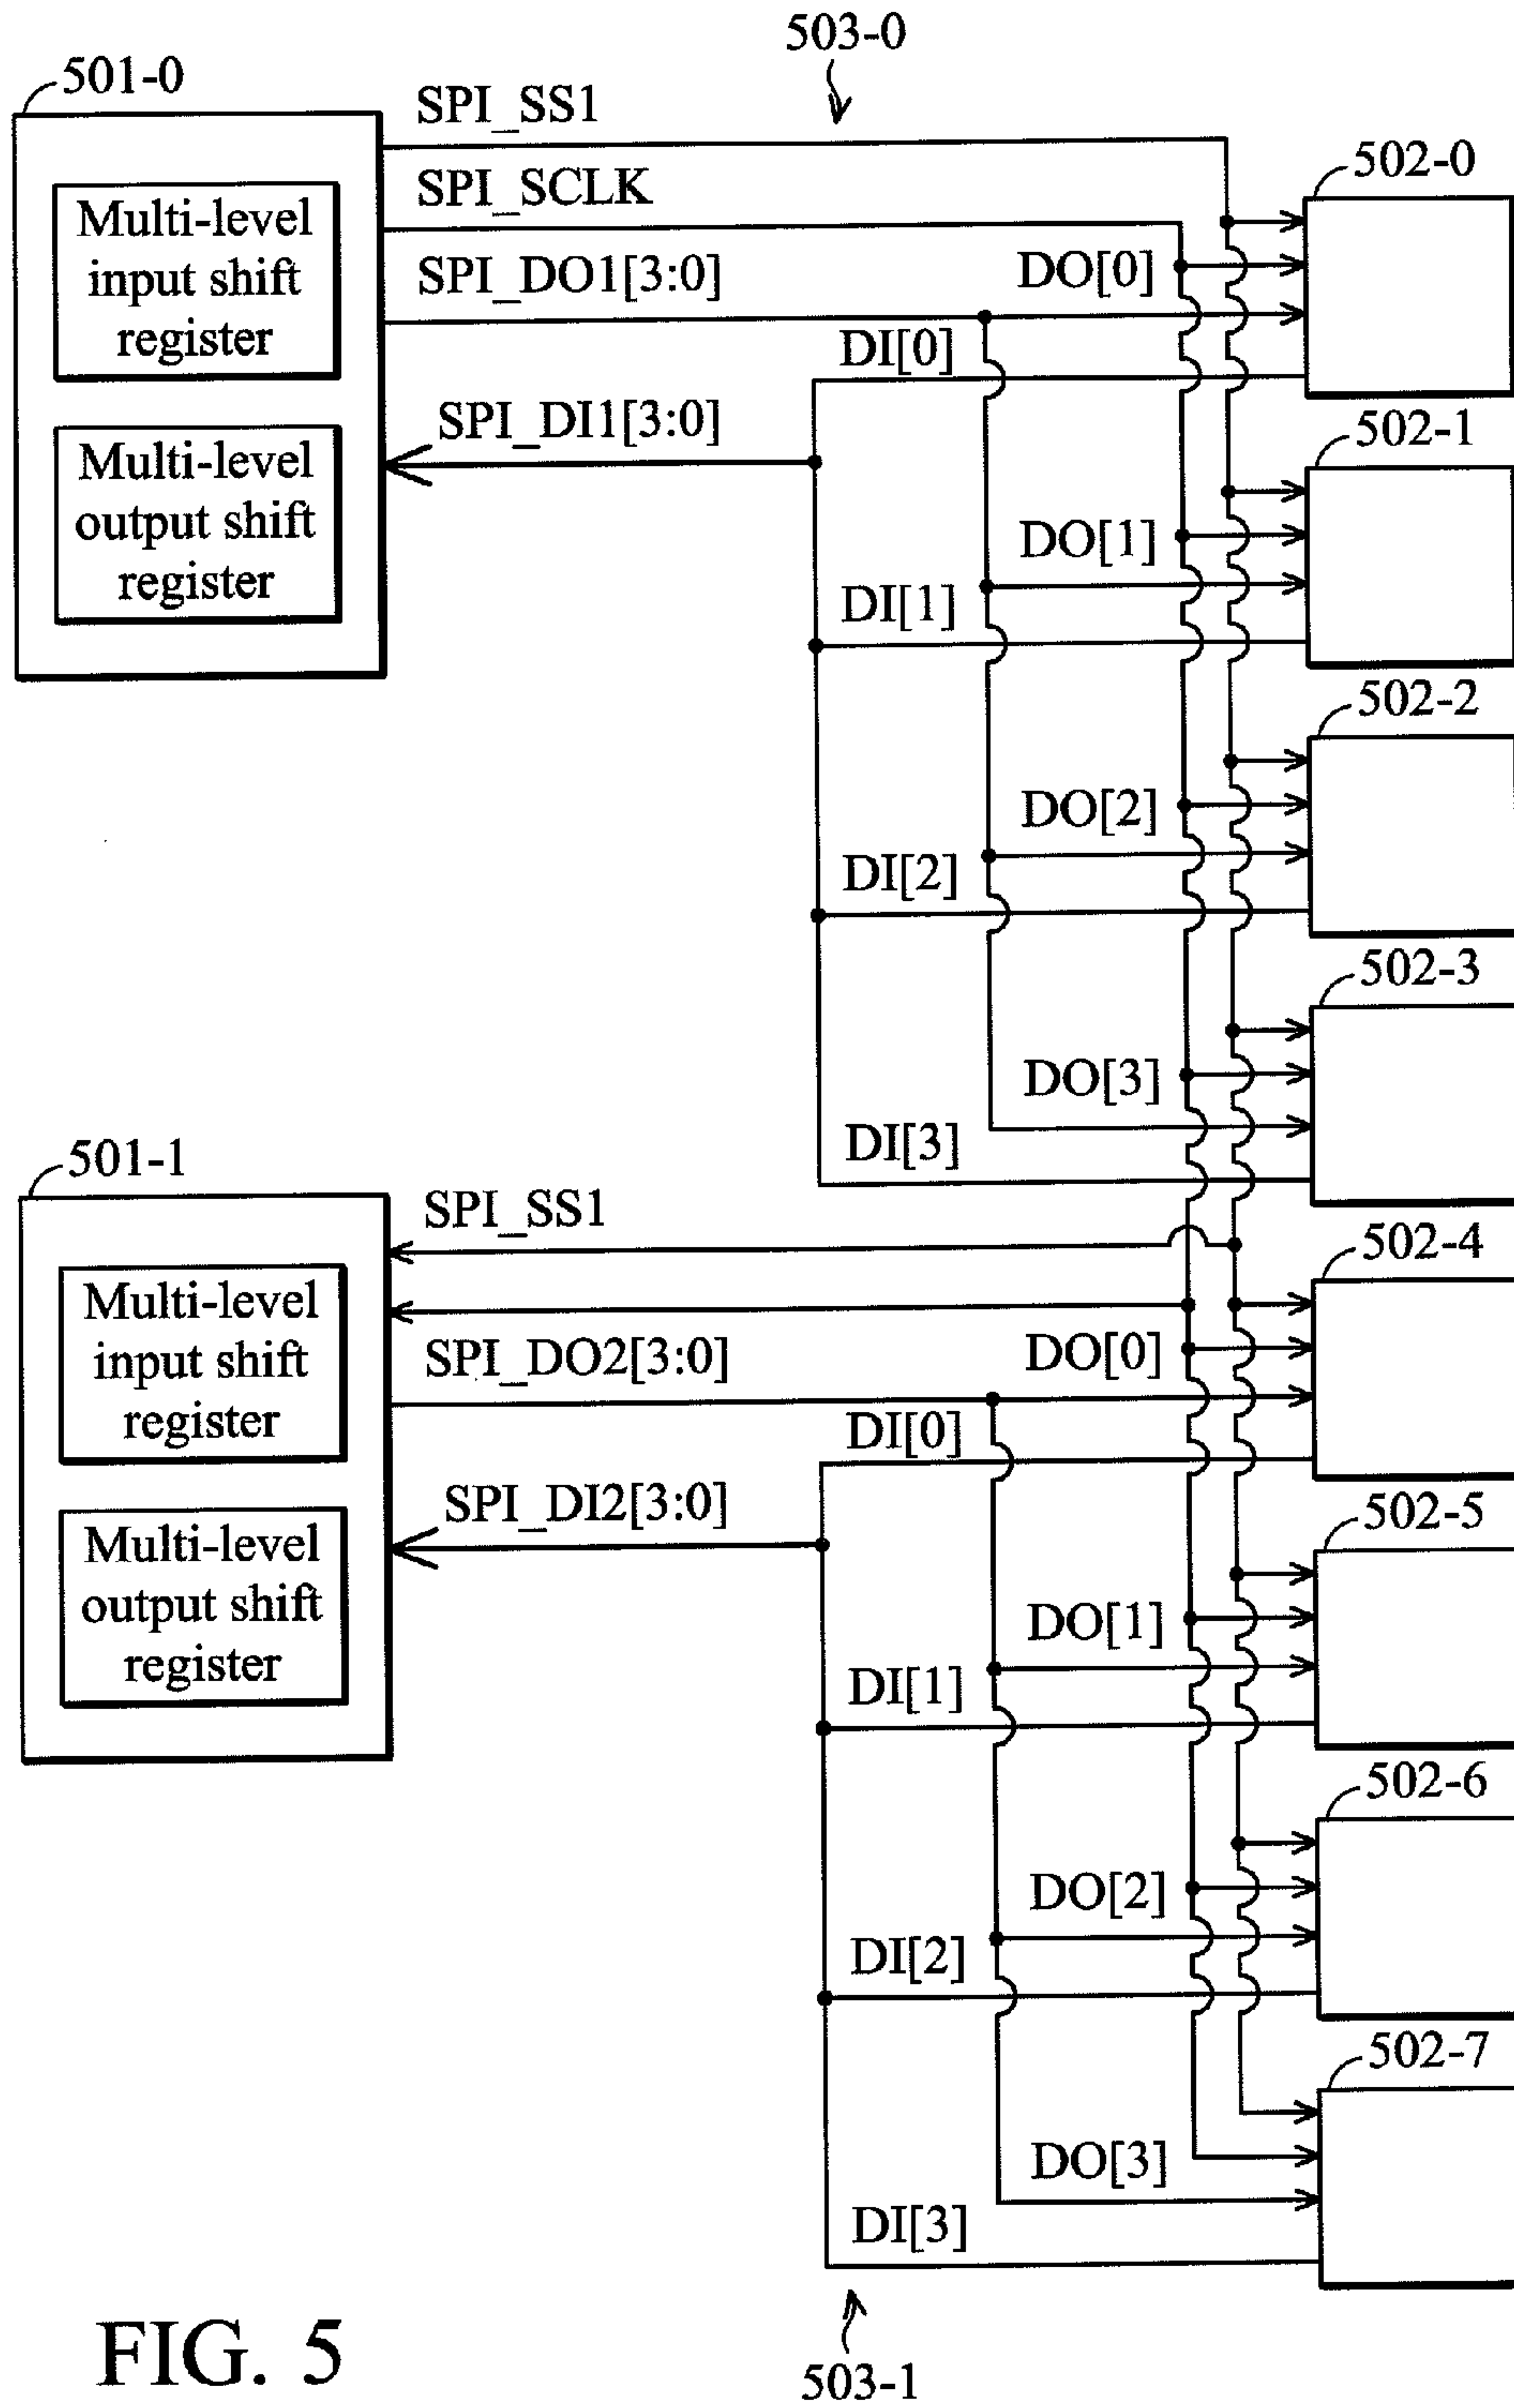 503-0
501-0
SPI_SS1
502-0
SPI_SCLK
Multi-level
input shift
register
SPI_DO1[3:0]
DO[0]
DI[0]
SPI_DI1[3:0]
502-1
Multi-level
output shift
register
DO[1]
DI[1]
502-2
DO[2]
DI[2]
502-3
DO[3]
DI[3]
501-1
SPI_SS1
502-4
Multi-level
input shift
register
SPI_DO2[3:0]
DO[0]
DI[0]
SPI_DI2[3:0]
502-5
Multi-level
output shift
register
DO[1]
DI[1]
502-6
DO[2]
DI[2]
502-7
DO[3]
DI[3]
FIG. 5
503-1